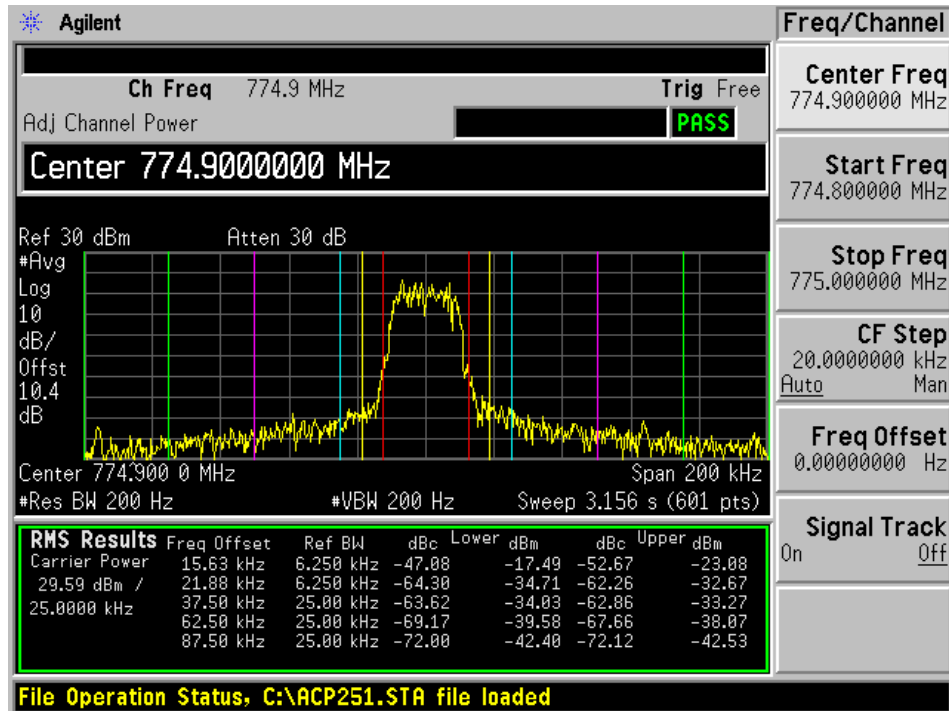 Agilent
Freq/Channel
Ch Freq 774.9 MHz Trig Free
Adj Channel Power PASS
Center 774.9000000 MHz
Ref 30 dBm Atten 30 dB
#Avg
Log
10
dB/
Offst
10.4
dB
Center 774.900 0 MHz Span 200 kHz
#Res BW 200 Hz #VBW 200 Hz Sweep 3.156 s (601 pts)
RMS Results Freq Offset Ref BW dBc Lower dBm dBc Upper dBm
Carrier Power 15.63 kHz 6.250 kHz -47.08 -17.49 -52.67 -23.08
29.59 dBm / 21.88 kHz 6.250 kHz -64.30 -34.71 -62.26 -32.67
25.0000 kHz 37.50 kHz 25.00 kHz -63.62 -34.03 -62.86 -33.27
62.50 kHz 25.00 kHz -69.17 -39.58 -67.66 -38.07
87.50 kHz 25.00 kHz -72.00 -42.40 -72.12 -42.53
Center Freq
774.900000 MHz
Start Freq
774.800000 MHz
Stop Freq
775.000000 MHz
CF Step
20.0000000 kHz
Auto Man
Freq Offset
0.00000000 Hz
Signal Track
On Off
File Operation Status, C:\ACP251.STA file loaded